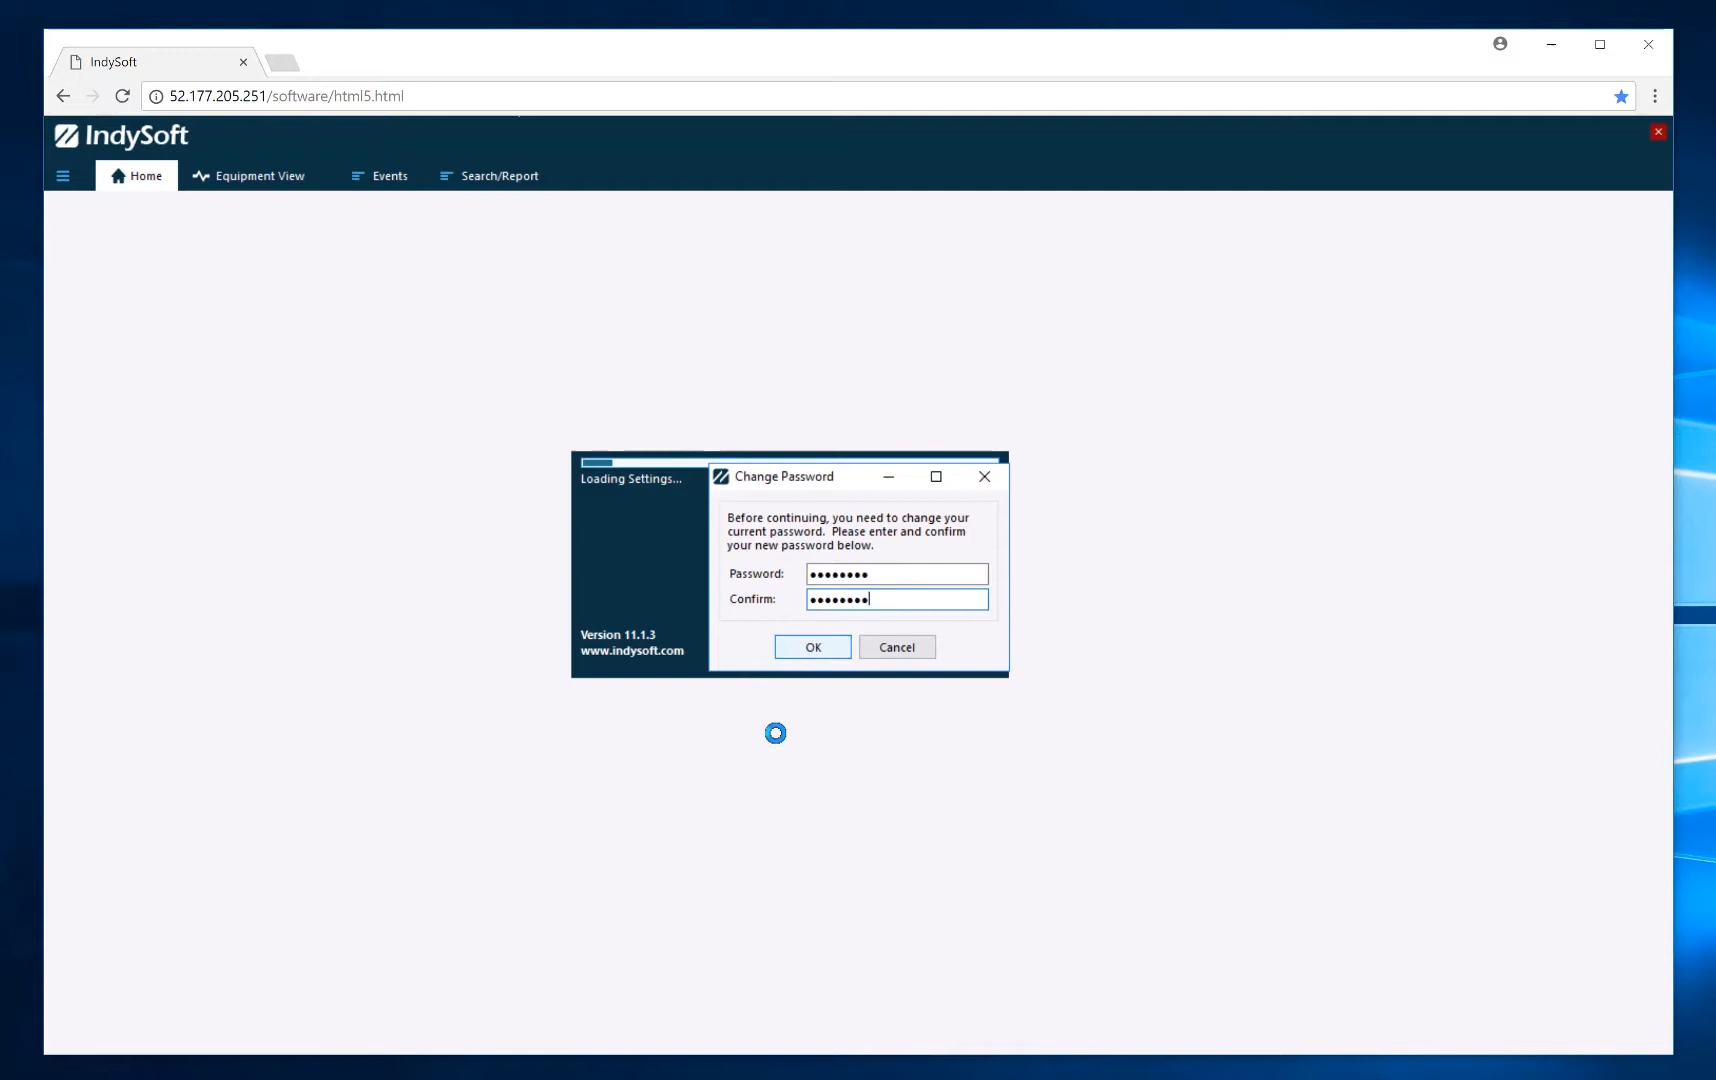 IndySoft
52.177.205.251/software/html5.html
IndySoft
Home Equipment View Events Search/Report
Loading Settings...
Change Password
Before continuing, you need to change your
current password. Please enter and confirm
your new password below.
Password: ••••••••
Confirm: ••••••••
Version 11.1.3
www.indysoft.com
OK Cancel